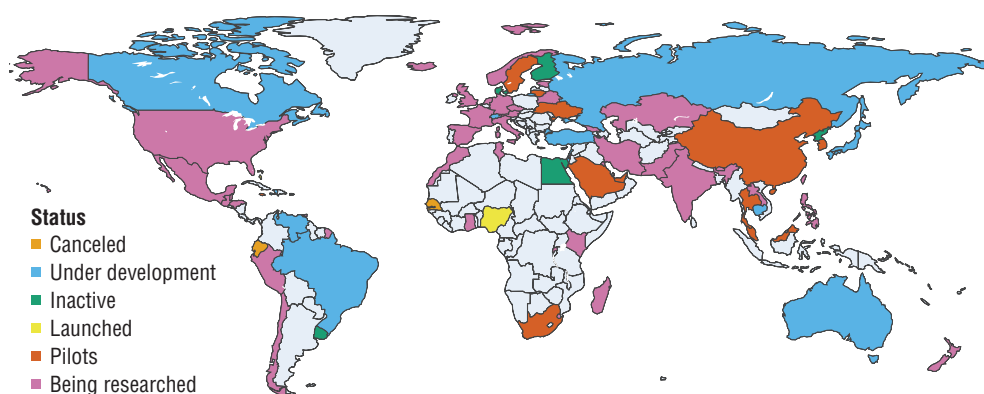 Status
Canceled
Under development
Inactive
Launched
Pilots
Being researched